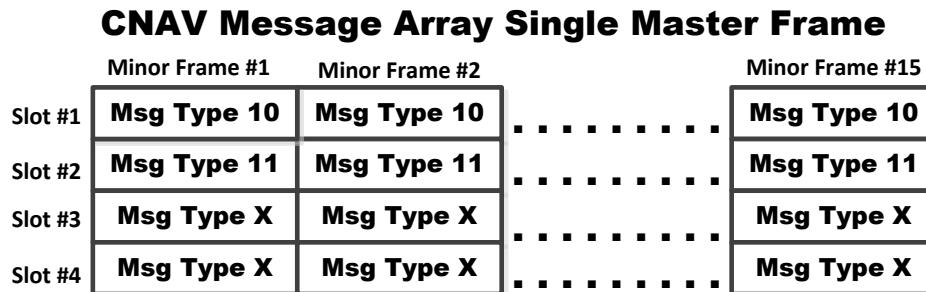 CNAV Message Array Single Master Frame
Minor Frame #1 Minor Frame #2 Minor Frame #15
Slot #1 Msg Type 10 Msg Type 10 ......... Msg Type 10
Slot #2 Msg Type 11 Msg Type 11 ......... Msg Type 11
Slot #3 Msg Type X Msg Type X ......... Msg Type X
Slot #4 Msg Type X Msg Type X ......... Msg Type X